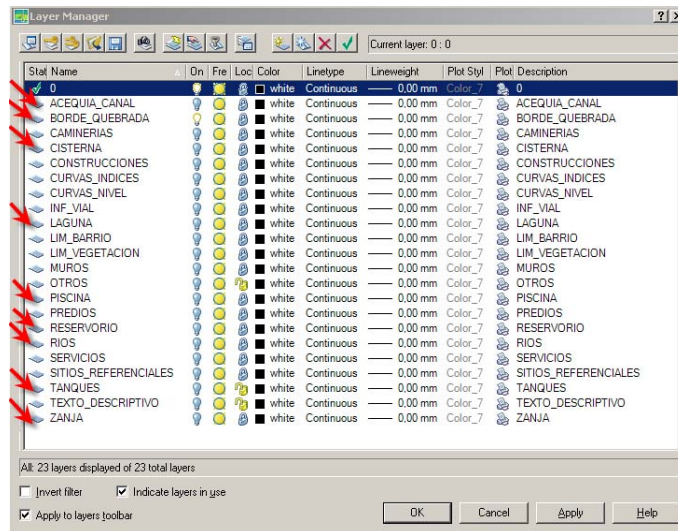 Layer Manager
Current layer: 0 : 0
Stat Name On Fre Loc Color Linetype Lineweight Plot Styl Plot Description
0 white Continuous 0,00 mm Color_7 0
ACEQUIA_CANAL white Continuous 0,00 mm Color_7 ACEQUIA_CANAL
BORDE_QUEBRADA white Continuous 0,00 mm Color_7 BORDE_QUEBRADA
CAMINERIAS white Continuous 0,00 mm Color_7 CAMINERIAS
CISTERNA white Continuous 0,00 mm Color_7 CISTERNA
CONSTRUCCIONES white Continuous 0,00 mm Color_7 CONSTRUCCIONES
CURVAS_INDICES white Continuous 0,00 mm Color_7 CURVAS_INDICES
CURVAS_NIVEL white Continuous 0,00 mm Color_7 CURVAS_NIVEL
INF_VIAL white Continuous 0,00 mm Color_7 INF_VIAL
LAGUNA white Continuous 0,00 mm Color_7 LAGUNA
LIM_BARRIO white Continuous 0,00 mm Color_7 LIM_BARRIO
LIM_VEGETACION white Continuous 0,00 mm Color_7 LIM_VEGETACION
MUROS white Continuous 0,00 mm Color_7 MUROS
OTROS white Continuous 0,00 mm Color_7 OTROS
PISCINA white Continuous 0,00 mm Color_7 PISCINA
PREDIOS white Continuous 0,00 mm Color_7 PREDIOS
RESERVORIO white Continuous 0,00 mm Color_7 RESERVORIO
RIOS white Continuous 0,00 mm Color_7 RIOS
SERVICIOS white Continuous 0,00 mm Color_7 SERVICIOS
SITIOS_REFERENCIALES white Continuous 0,00 mm Color_7 SITIOS_REFERENCIALES
TANQUES white Continuous 0,00 mm Color_7 TANQUES
TEXTO_DESCRIPTIVO white Continuous 0,00 mm Color_7 TEXTO_DESCRIPTIVO
ZANJA white Continuous 0,00 mm Color_7 ZANJA
All: 23 layers displayed of 23 total layers
Invert filter Indicate layers in use
Apply to layers toolbar OK Cancel Apply Help